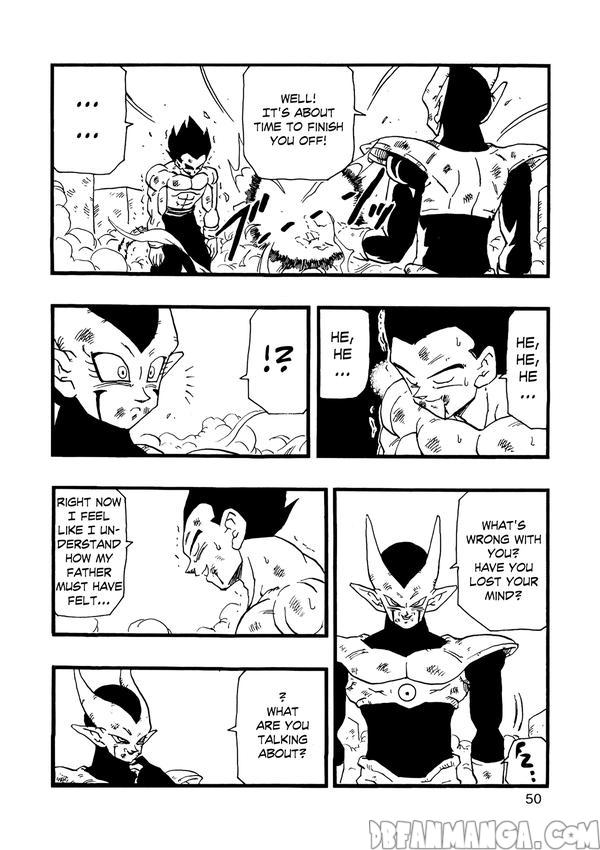 WELL!
IT'S ABOUT
TIME TO FINISH
YOU OFF!
...
...
HE,
HE,
HE
HE,
HE
...
!?
WHAT'S
WRONG WITH
YOU?
HAVE YOU
LOST YOUR
MIND?
FZ...
RIGHT NOW
I FEEL
LIKE I UN-
DERSTAND
HOW MY
FATHER
MUST HAVE
FELT...
?
WHAT
ARE YOU
TALKING
ABOUT?
50
DBFANMANGA.COM